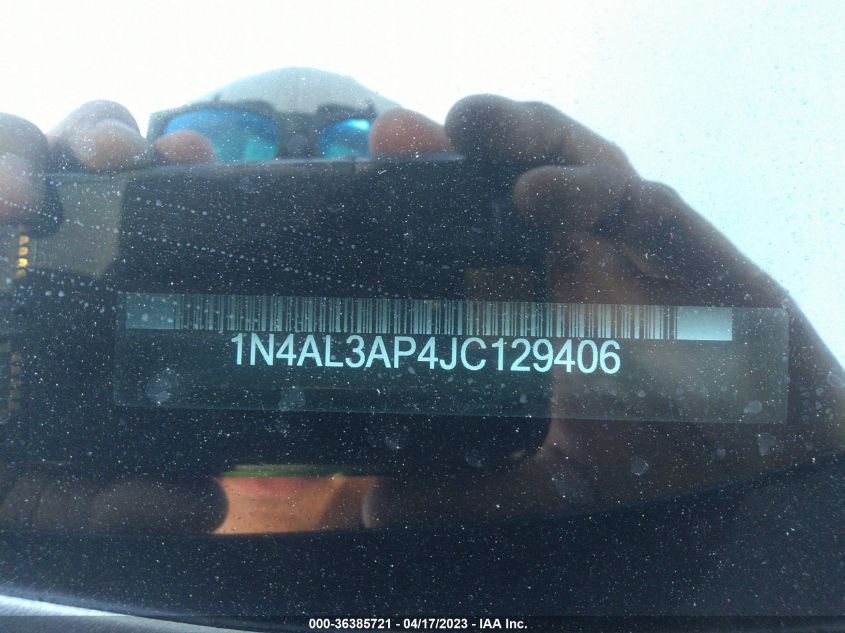 1N4AL3AP4JC129406
000-36385721 - 04/17/2023 - IAA Inc.